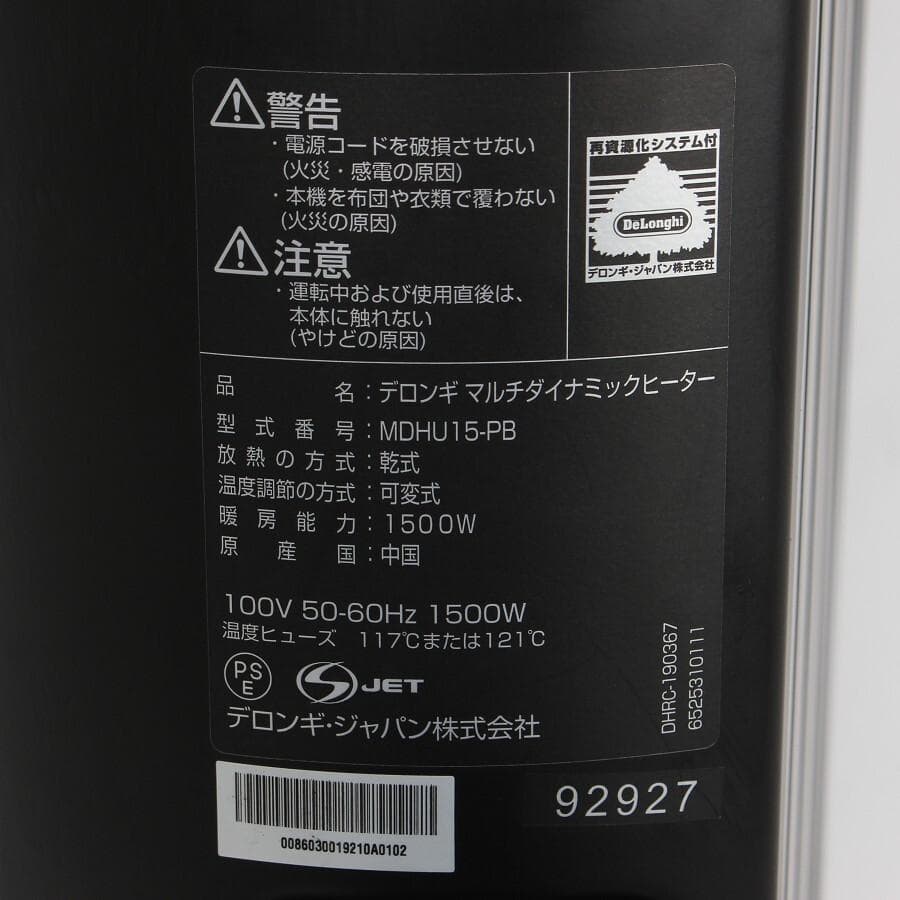 警告
・電源コードを破損させない
(火災・感電の原因)
・本機を布団や衣類で覆わない
(火災の原因)
注意
・運転中および使用直後は、
本体に触れない
(やけどの原因)
再資源化システム付
DeLonghi
デロンギ・ジャパン株式会社
品名：デロンギ マルチダイナミックヒーター
型式番号：MDHU15-PB
放熱の方式：乾式
温度調節の方式：可変式
暖房能力：1500W
原産国：中国
100V 50-60Hz 1500W
温度ヒューズ 117℃または121℃
PS
E
JET
デロンギ・ジャパン株式会社
DHRC-190367
6525310111
0086030019210A0102
92927